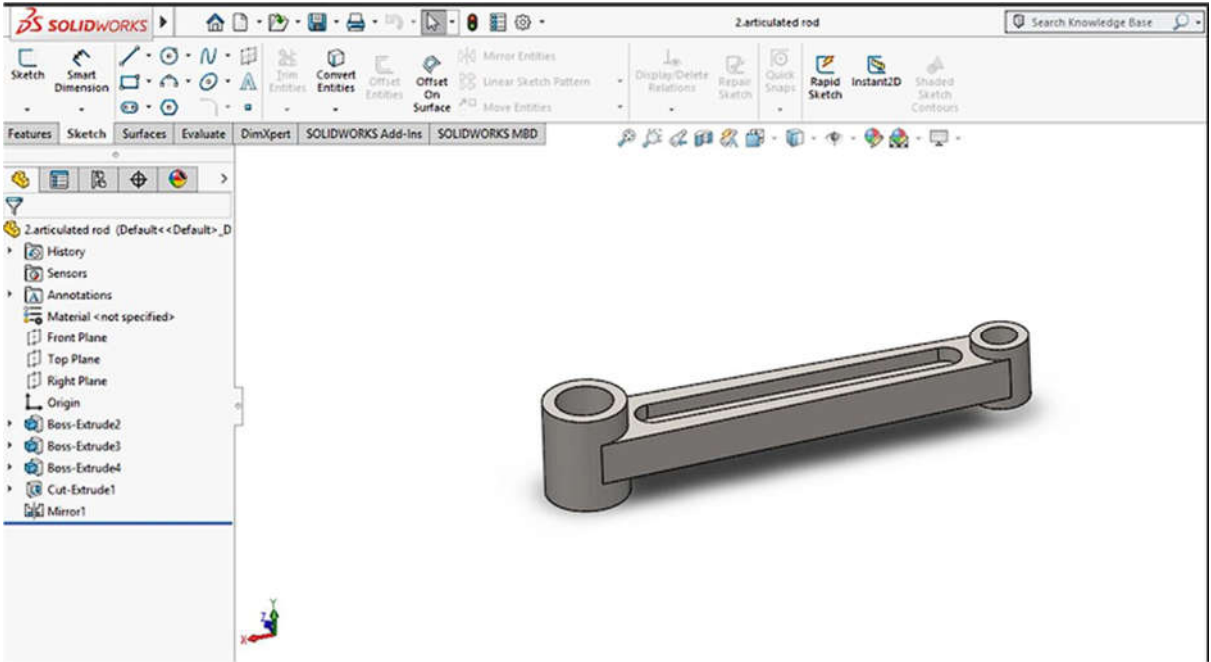 SOLIDWORKS
2.articulated rod
Search Knowledge Base
Sketch
Smart Dimension
Trim Entities
Convert Entities
Offset Entities
Offset On Surface
Mirror Entities
Linear Sketch Pattern
Move Entities
Display/Delete Relations
Repair Sketch
Quick Snaps
Rapid Sketch
Instant2D
Shaded Sketch Contours
Features Sketch Surfaces Evaluate DimXpert SOLIDWORKS Add-Ins SOLIDWORKS MBD
2.articulated rod (Default<<Default>_D
History
Sensors
Annotations
Material <not specified>
Front Plane
Top Plane
Right Plane
Origin
Boss-Extrude2
Boss-Extrude3
Boss-Extrude4
Cut-Extrude1
Mirror1
Y
Z
X